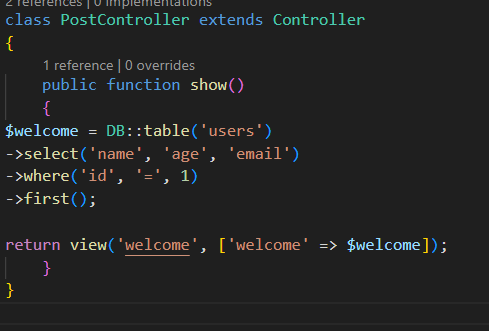 2 references | 0 implementations
class PostController extends Controller
{
1 reference | 0 overrides
public function show()
{
$welcome = DB::table('users')
->select('name', 'age', 'email')
->where('id', '=', 1)
->first();
return view('welcome', ['welcome' => $welcome]);
}
}